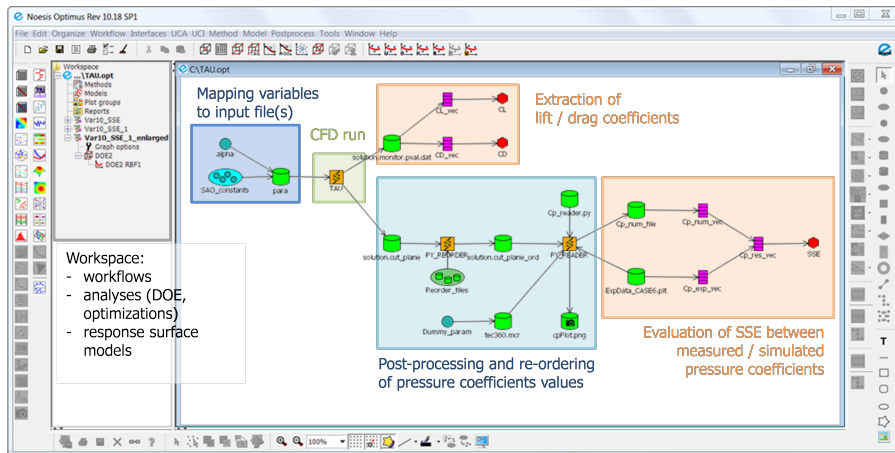 Noesis Optimus Rev 10.18 SP1
File Edit Organize Workflow Interfaces UCA UCI Method Model Postprocess Tools Window Help
Workspace
...\TAU.opt
Methods
Models
Plot groups
Reports
Var10_SSE
Var10_SSE_1
Var10_SSE_1_enlarged
Graph options
DOE2
DOE2 RBF1
C:\TAU.opt
Mapping variables
to input file(s)
CFD run
Extraction of
lift / drag coefficients
alpha
SAO_constants
para
TAU
solution.monitor.pval.dat
CL_vec
CL
CD_vec
CD
Cp_reader.py
solution.cut_plane
PY_REORDER
solution.cut_plane_ord
PY_READER
Reorder_files
Dummy_param
tec360.mcr
cpPlot.png
Cp_num_file
Cp_num_vec
Cp_res_vec
SSE
ExpData_CASE6.plt
Cp_exp_vec
Workspace:
- workflows
- analyses (DOE,
optimizations)
- response surface
models
Post-processing and re-ordering
of pressure coefficients values
Evaluation of SSE between
measured / simulated
pressure coefficients
100%
T